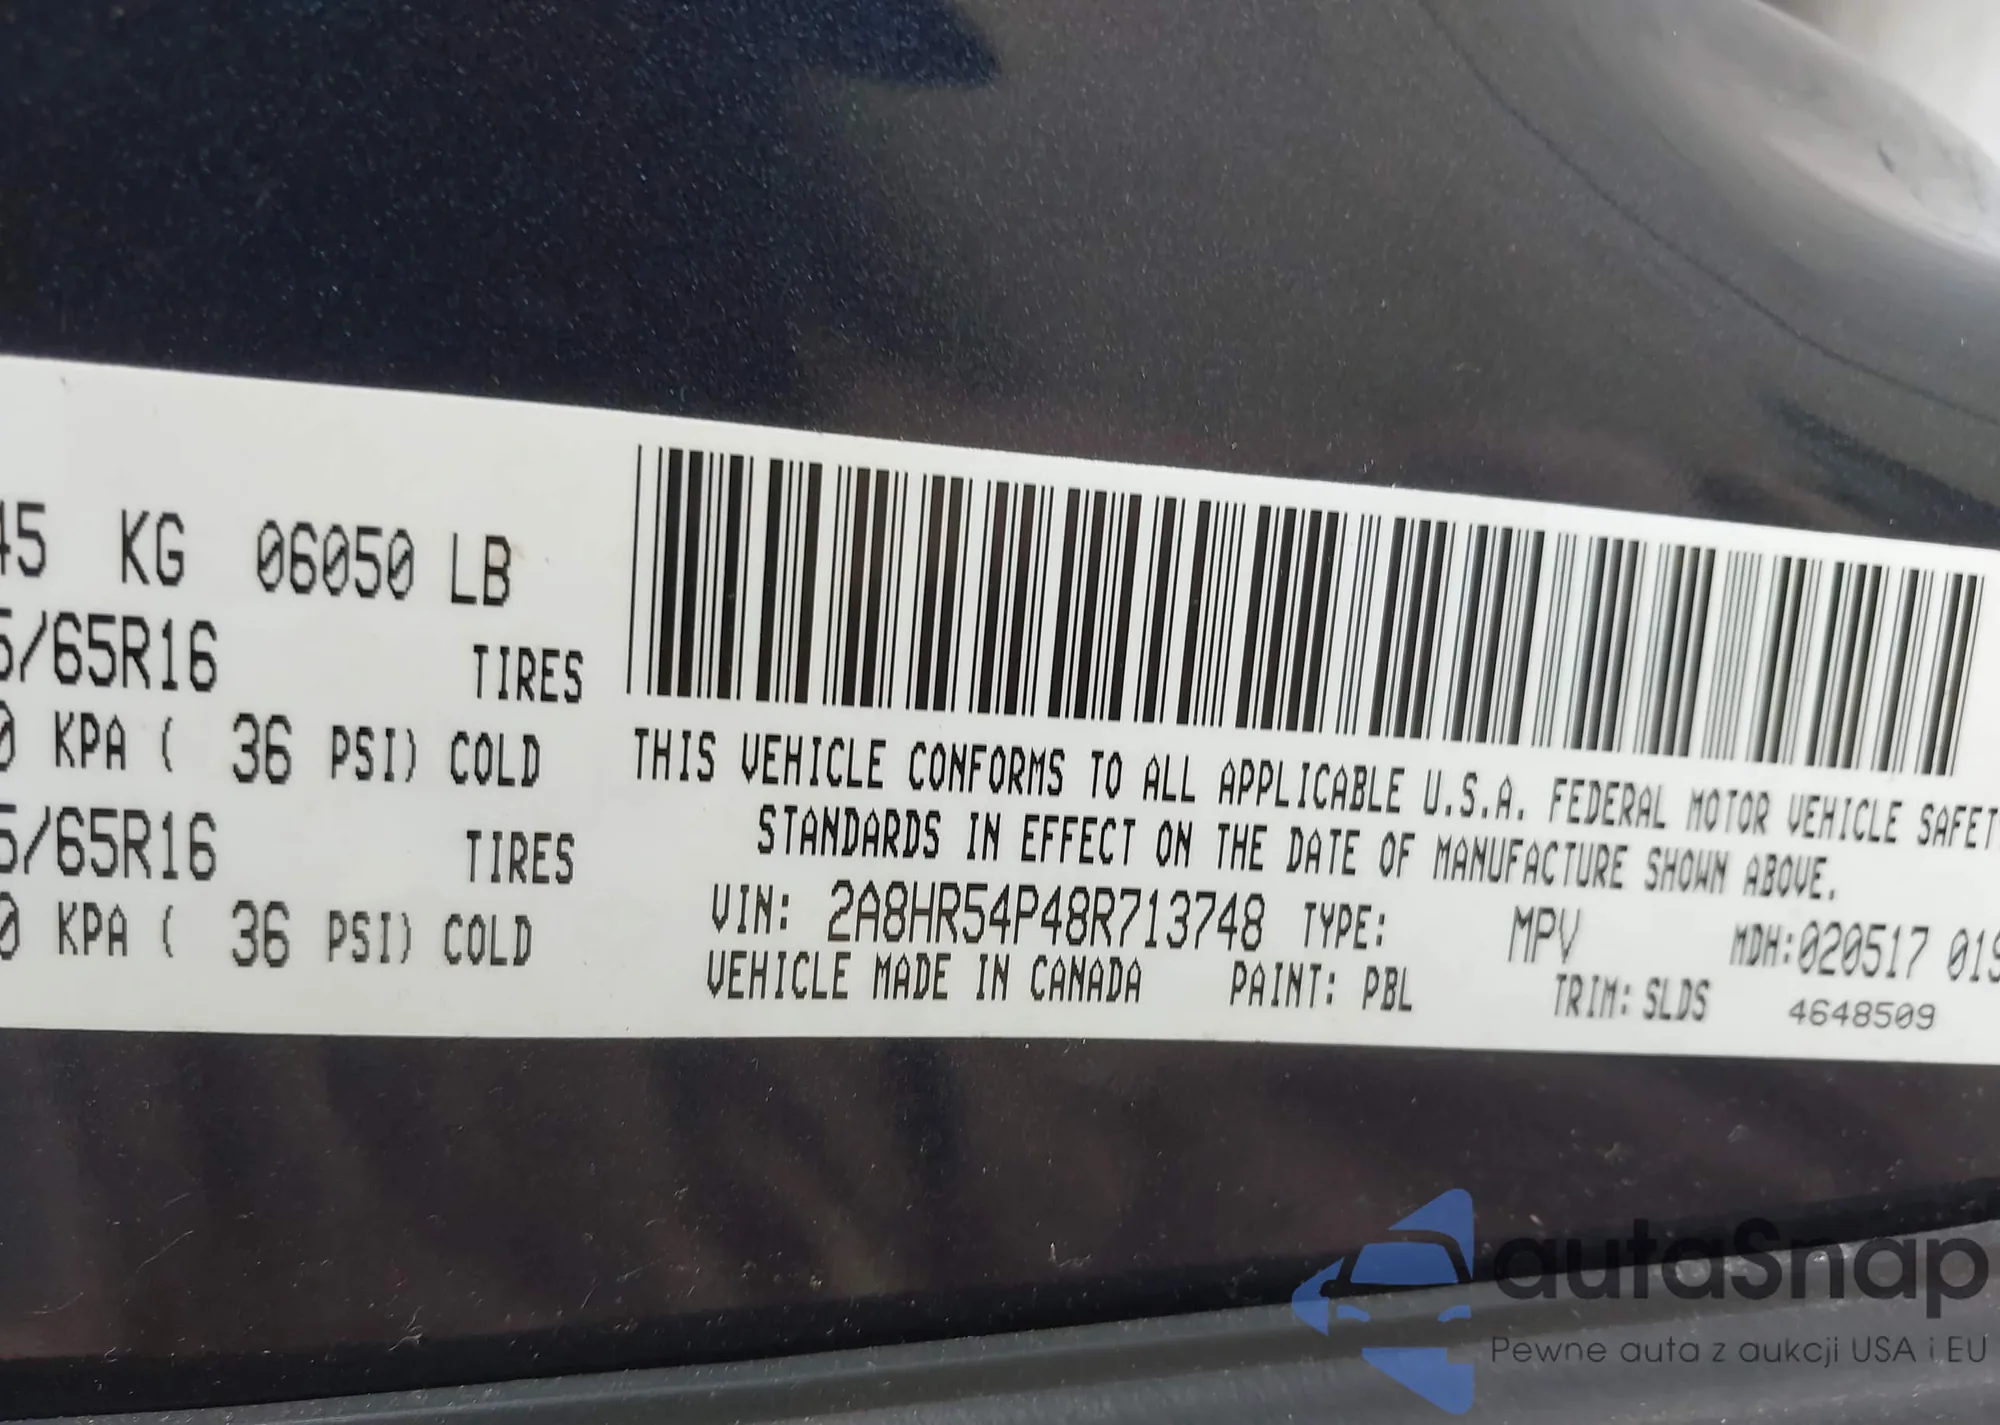 45 KG 06050 LB
5/65R16 TIRES
0 KPA ( 36 PSI) COLD
5/65R16 TIRES
0 KPA ( 36 PSI) COLD
THIS VEHICLE CONFORMS TO ALL APPLICABLE U.S.A. FEDERAL MOTOR VEHICLE SAFET
STANDARDS IN EFFECT ON THE DATE OF MANUFACTURE SHOWN ABOVE.
VIN: 2A8HR54P48R713748 TYPE: MPV MDH:020517 019
VEHICLE MADE IN CANADA PAINT: PBL TRIM: SLDS 4648509
autaSnap
Pewne auta z aukcji USA i EU